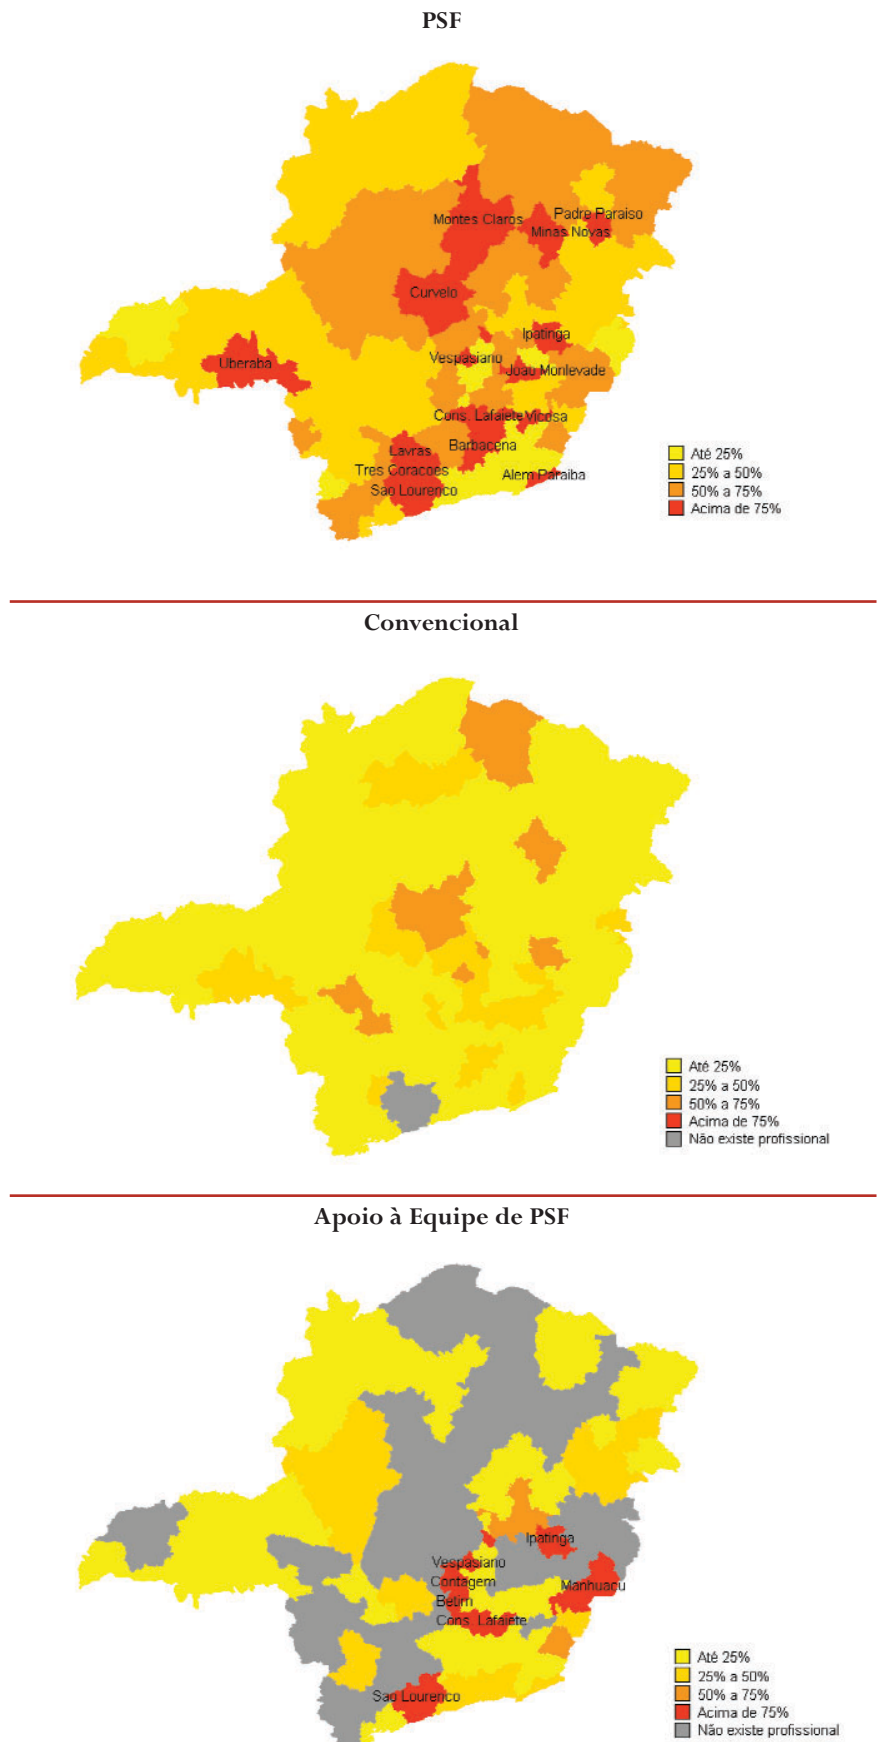 PSF
Montes Claros
Padre Paraiso
Minas Novas
Curvelo
Ipatinga
Vespasiano
Uberaba
Joao Monlevade
Cons. Lafaiete
Vicosa
Barbacena
Lavras
Tres Coracoes
Sao Lourenco
Alem Paraiba
Até 25%
25% a 50%
50% a 75%
Acima de 75%
Convencional
Até 25%
25% a 50%
50% a 75%
Acima de 75%
Não existe profissional
Apoio à Equipe de PSF
Ipatinga
Vespasiano
Contagem
Manhuacu
Betim
Cons. Lafaiete
Sao Lourenco
Até 25%
25% a 50%
50% a 75%
Acima de 75%
Não existe profissional